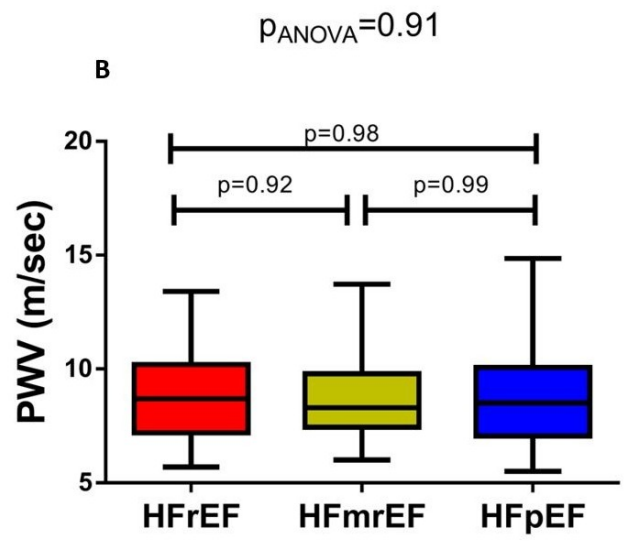 pANOVA=0.91
B
p=0.98
p=0.92
p=0.99
20
15
10
5
PWV (m/sec)
HFrEF
HFmrEF
HFpEF